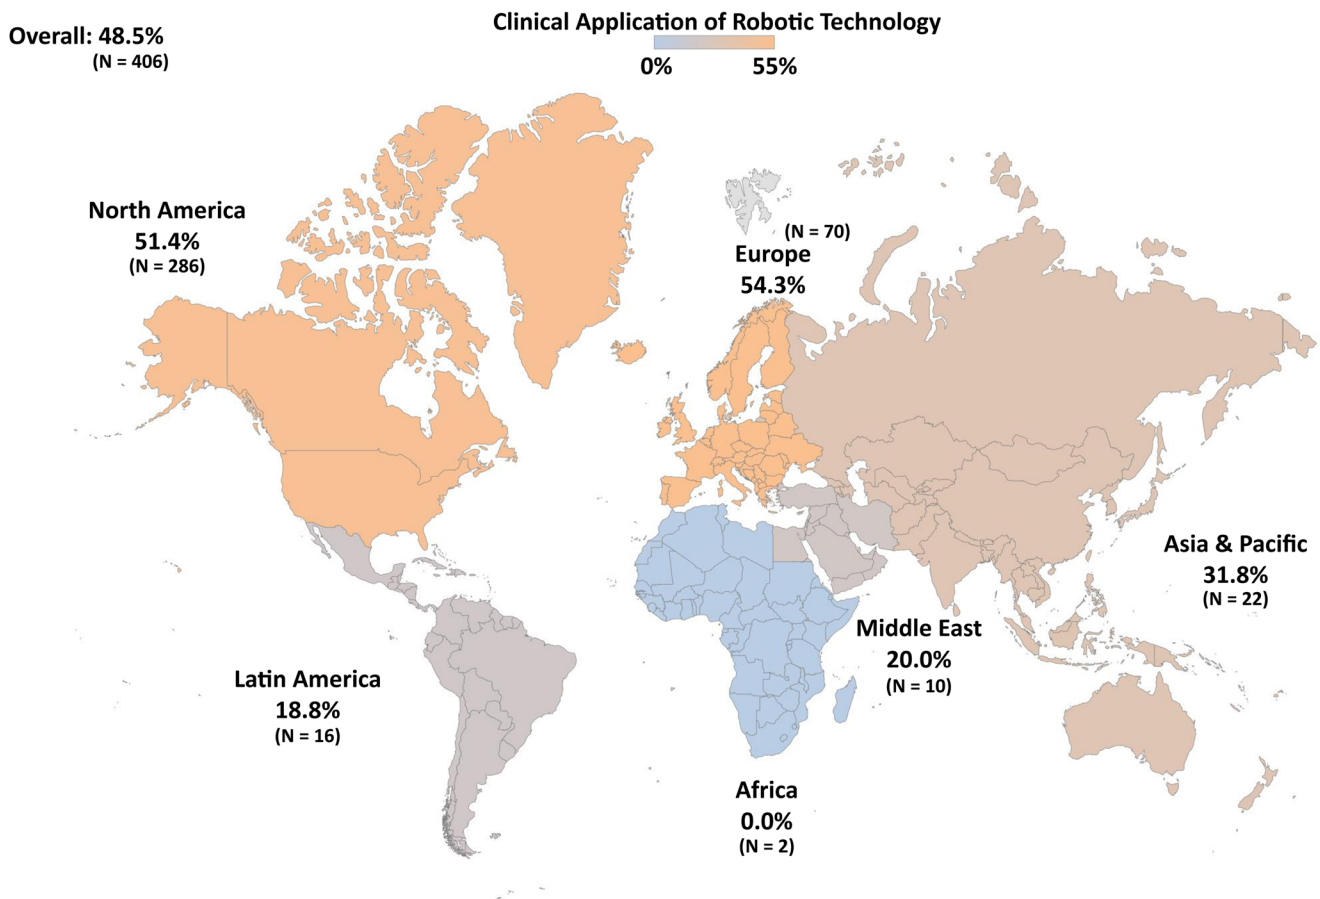 Clinical Application of Robotic Technology
0% 55%
Overall: 48.5%
(N = 406)
North America
51.4%
(N = 286)
(N = 70)
Europe
54.3%
Asia & Pacific
31.8%
(N = 22)
Middle East
20.0%
(N = 10)
Latin America
18.8%
(N = 16)
Africa
0.0%
(N = 2)